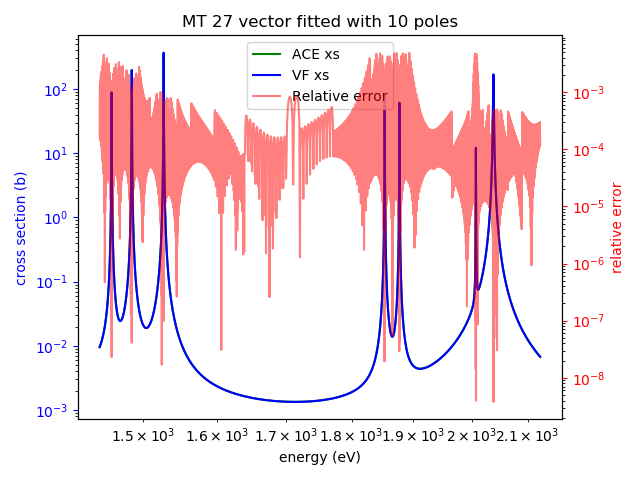 MT 27 vector fitted with 10 poles
ACE xs
VF xs
Relative error
10² 10¹ 10⁰ 10⁻¹ 10⁻² 10⁻³
cross section (b)
10⁻³ 10⁻⁴ 10⁻⁵ 10⁻⁶ 10⁻⁷ 10⁻⁸
relative error
1.5 × 10³ 1.6 × 10³ 1.7 × 10³ 1.8 × 10³ 1.9 × 10³ 2 × 10³ 2.1 × 10³
energy (eV)